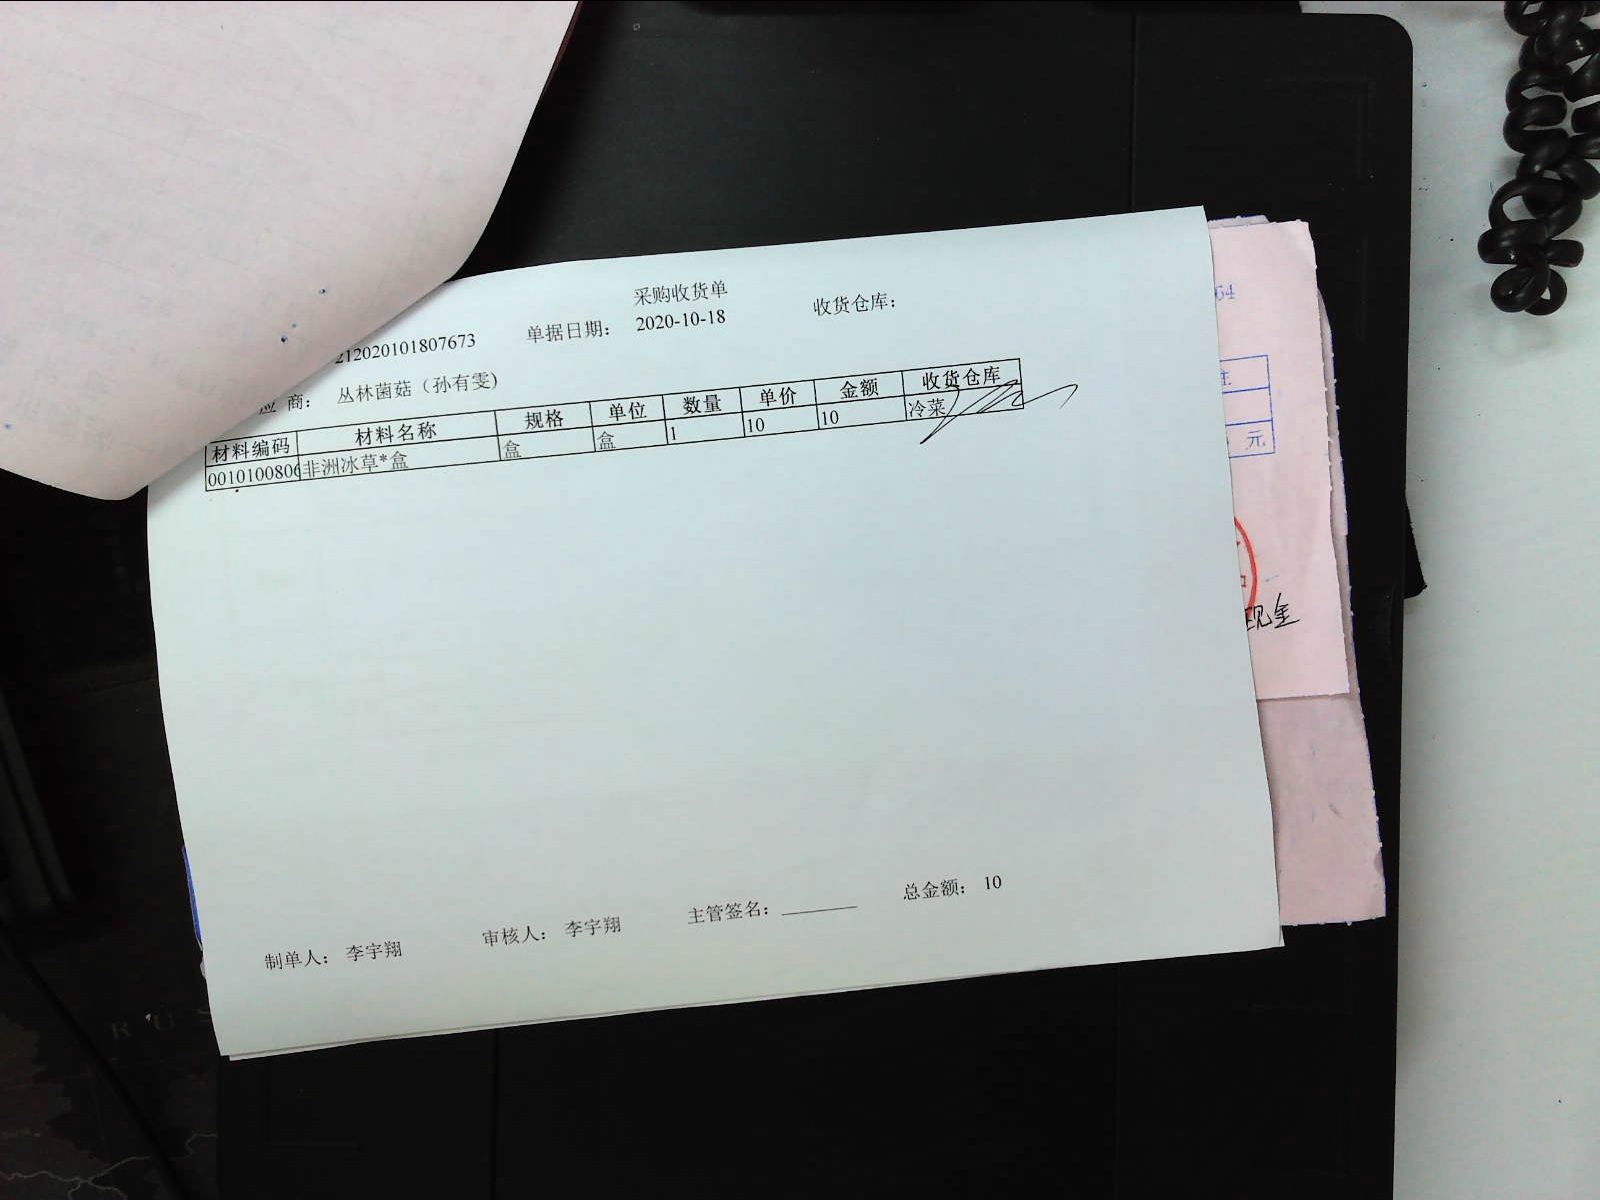 采购收货单
212020101807673 单据日期： 2020-10-18 收货仓库：
应 商： 丛林菌菇（孙有雯)
材料编码 材料名称 规格 单位 数量 单价 金额 收货仓库
0010100806 非洲冰草*盒 盒 盒 1 10 10 冷菜
制单人： 李宇翔 审核人： 李宇翔 主管签名： 总金额： 10
64
元
现金